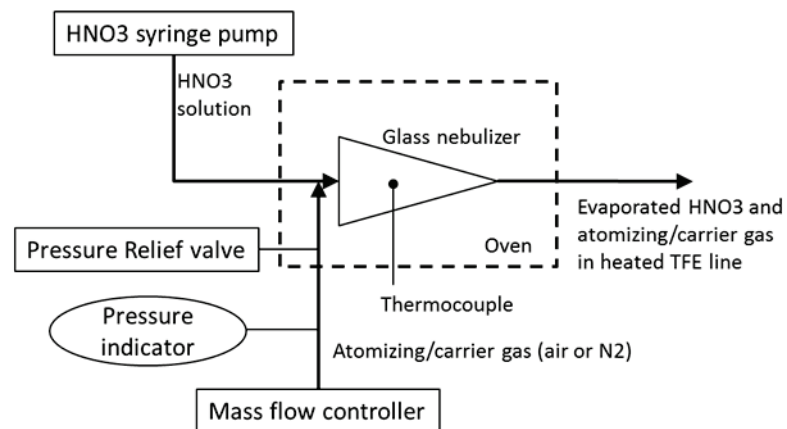 HNO3 syringe pump
HNO3
solution
Glass nebulizer
Evaporated HNO3 and
atomizing/carrier gas
in heated TFE line
Oven
Pressure Relief valve
Thermocouple
Pressure
indicator
Atomizing/carrier gas (air or N2)
Mass flow controller